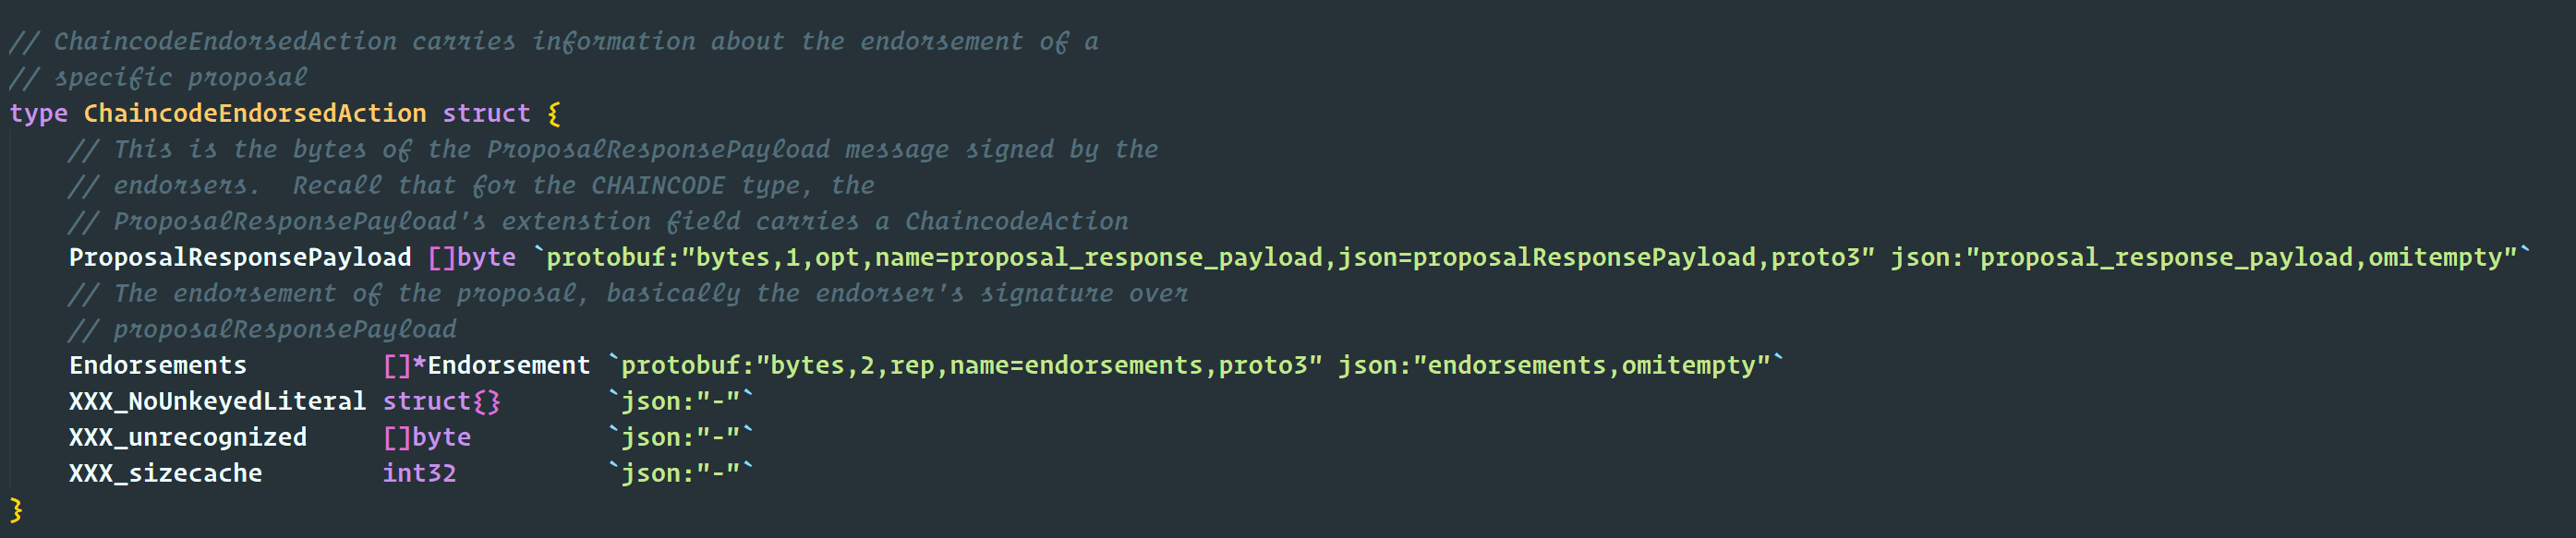 // ChaincodeEndorsedAction carries information about the endorsement of a
// specific proposal
type ChaincodeEndorsedAction struct {
    // This is the bytes of the ProposalResponsePayload message signed by the
    // endorsers.  Recall that for the CHAINCODE type, the
    // ProposalResponsePayload's extenstion field carries a ChaincodeAction
    ProposalResponsePayload []byte `protobuf:"bytes,1,opt,name=proposal_response_payload,json=proposalResponsePayload,proto3" json:"proposal_response_payload,omitempty"`
    // The endorsement of the proposal, basically the endorser's signature over
    // proposalResponsePayload
    Endorsements         []*Endorsement `protobuf:"bytes,2,rep,name=endorsements,proto3" json:"endorsements,omitempty"`
    XXX_NoUnkeyedLiteral struct{}       `json:"-"`
    XXX_unrecognized     []byte         `json:"-"`
    XXX_sizecache        int32          `json:"-"`
}